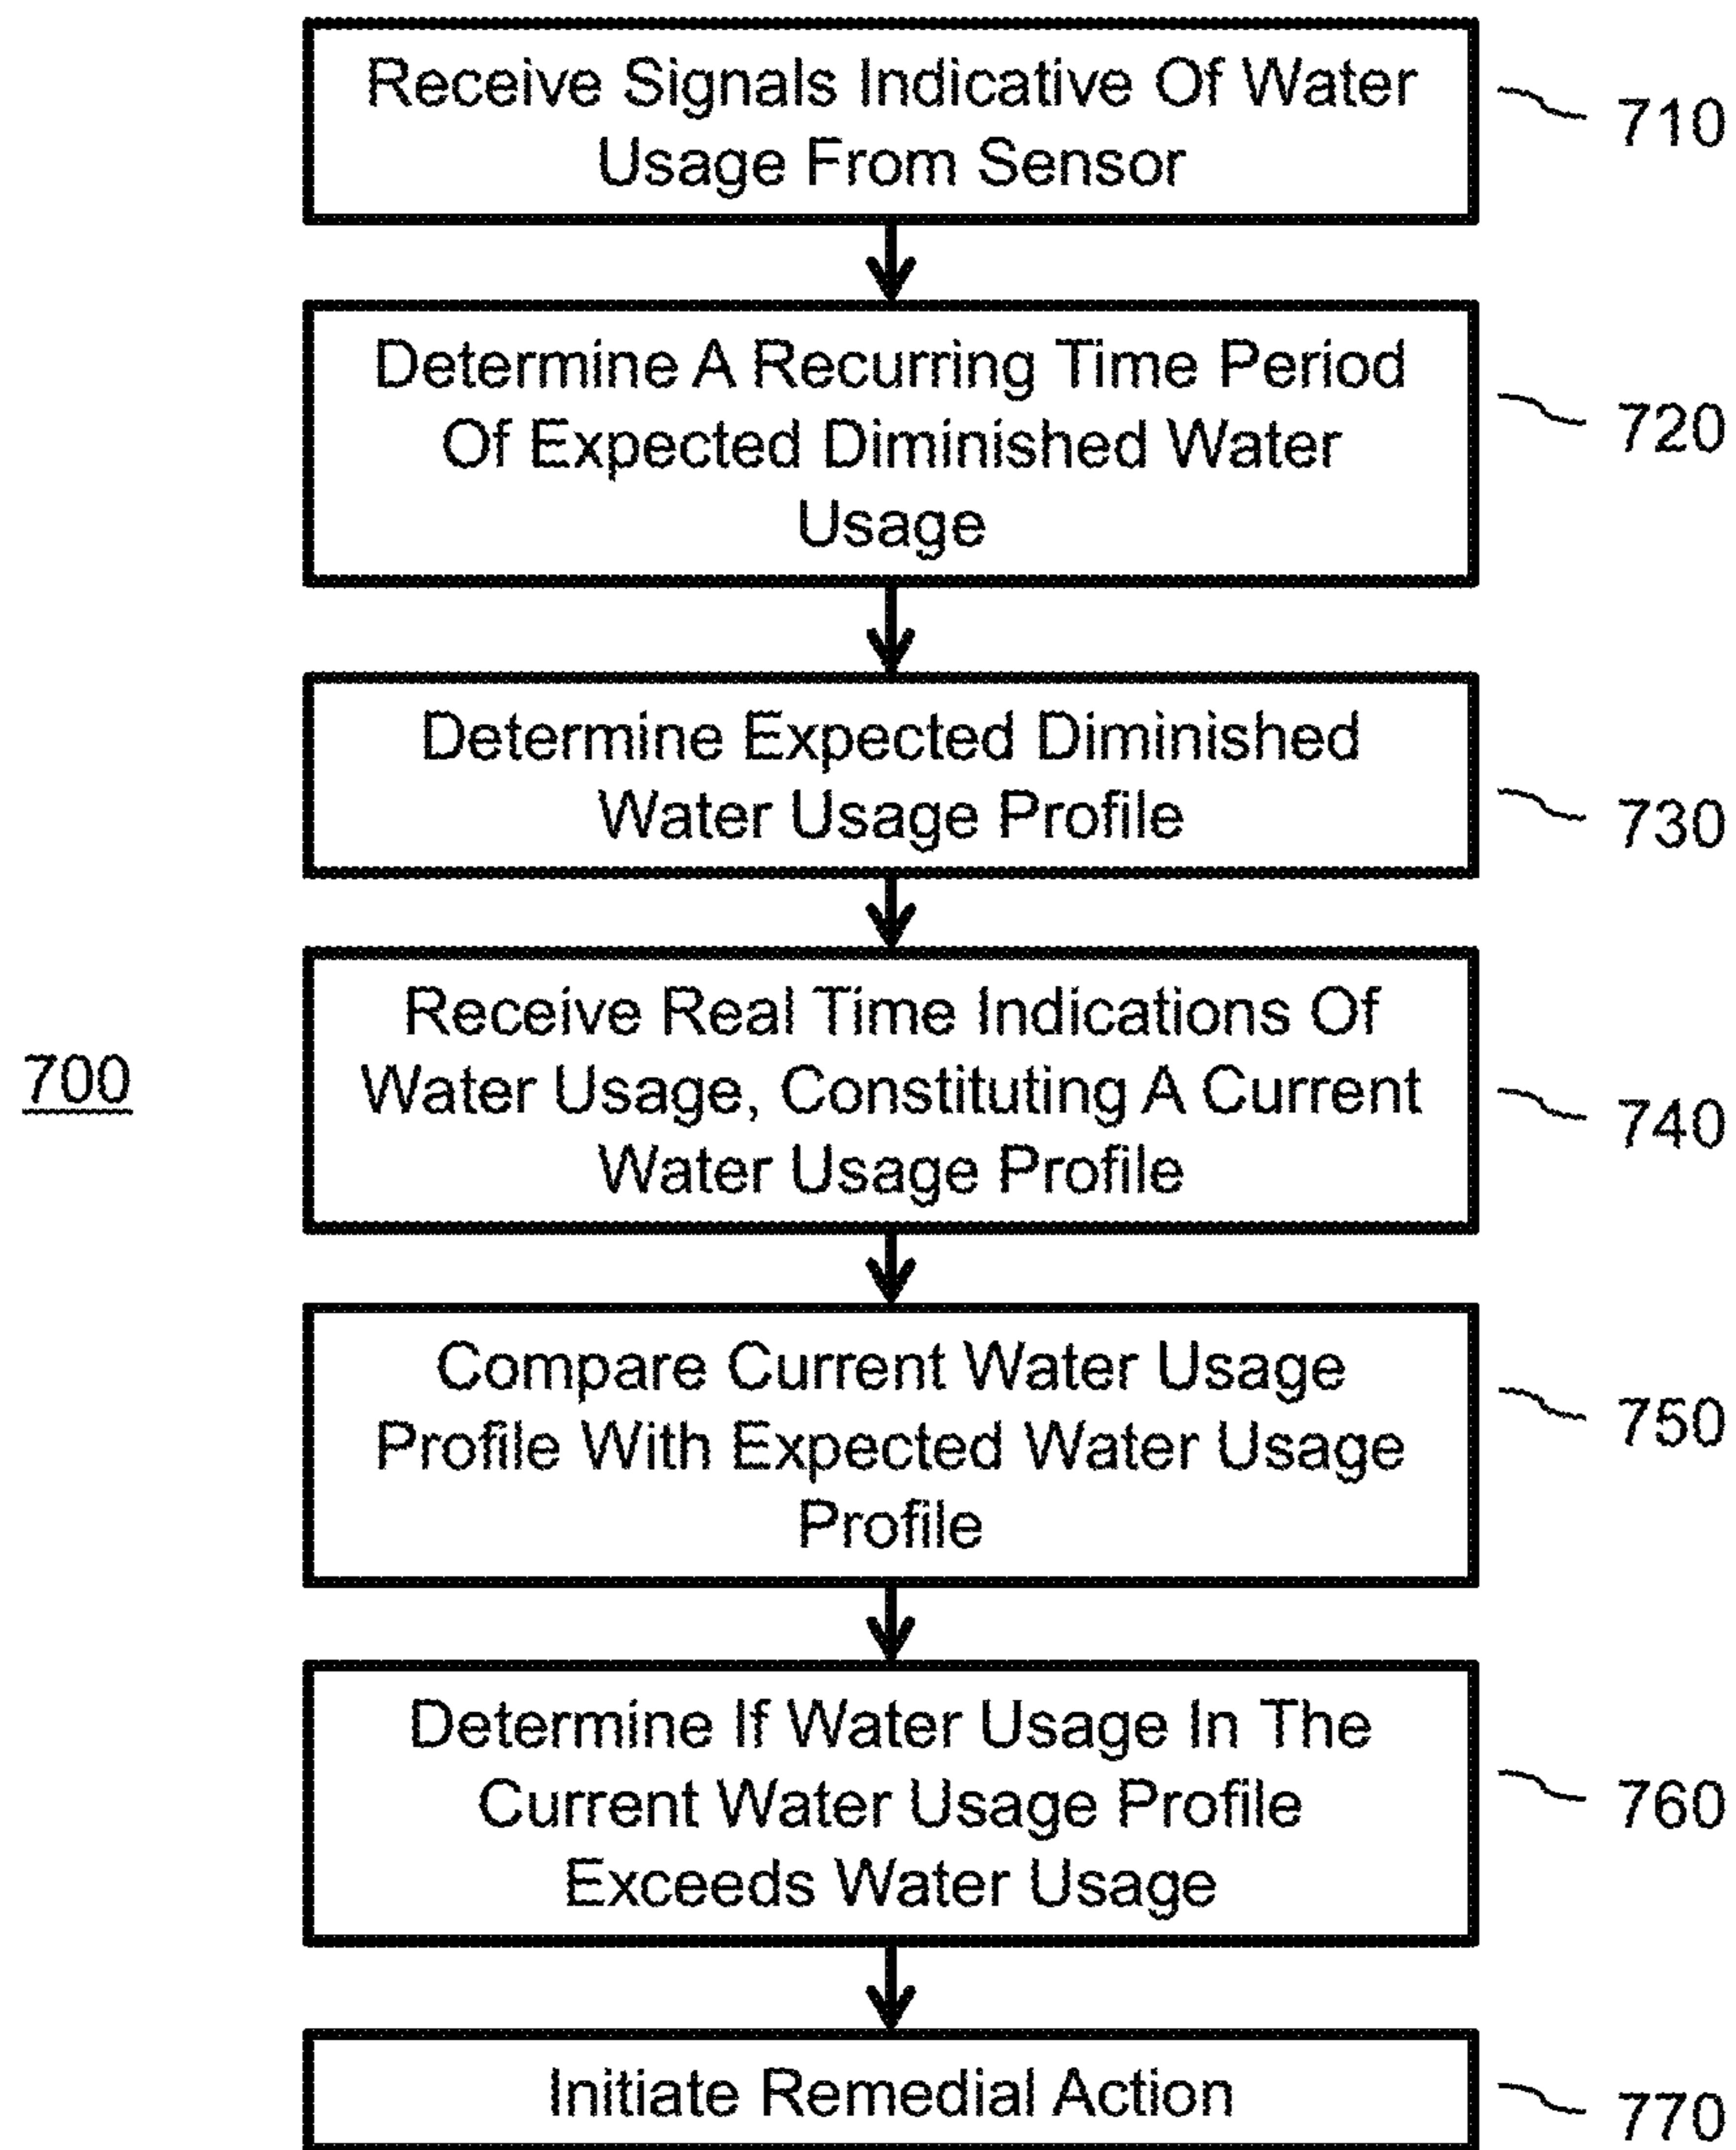 Receive Signals Indicative Of Water
Usage From Sensor
710
Determine A Recurring Time Period
Of Expected Diminished Water
Usage
720
Determine Expected Diminished
Water Usage Profile
730
700
Receive Real Time Indications Of
Water Usage, Constituting A Current
Water Usage Profile
740
Compare Current Water Usage
Profile With Expected Water Usage
Profile
750
Determine If Water Usage In The
Current Water Usage Profile
Exceeds Water Usage
760
Initiate Remedial Action
770